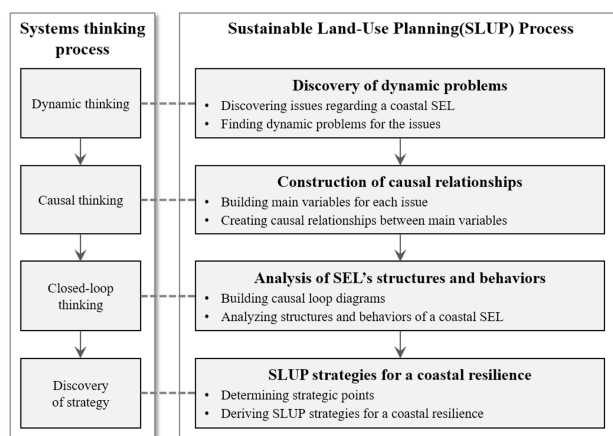 Systems thinking
process
Dynamic thinking
Causal thinking
Closed-loop
thinking
Discovery
of strategy
Sustainable Land-Use Planning(SLUP) Process
Discovery of dynamic problems
• Discovering issues regarding a coastal SEL
• Finding dynamic problems for the issues
Construction of causal relationships
• Building main variables for each issue
• Creating causal relationships between main variables
Analysis of SEL’s structures and behaviors
• Building causal loop diagrams
• Analyzing structures and behaviors of a coastal SEL
SLUP strategies for a coastal resilience
• Determining strategic points
• Deriving SLUP strategies for a coastal resilience